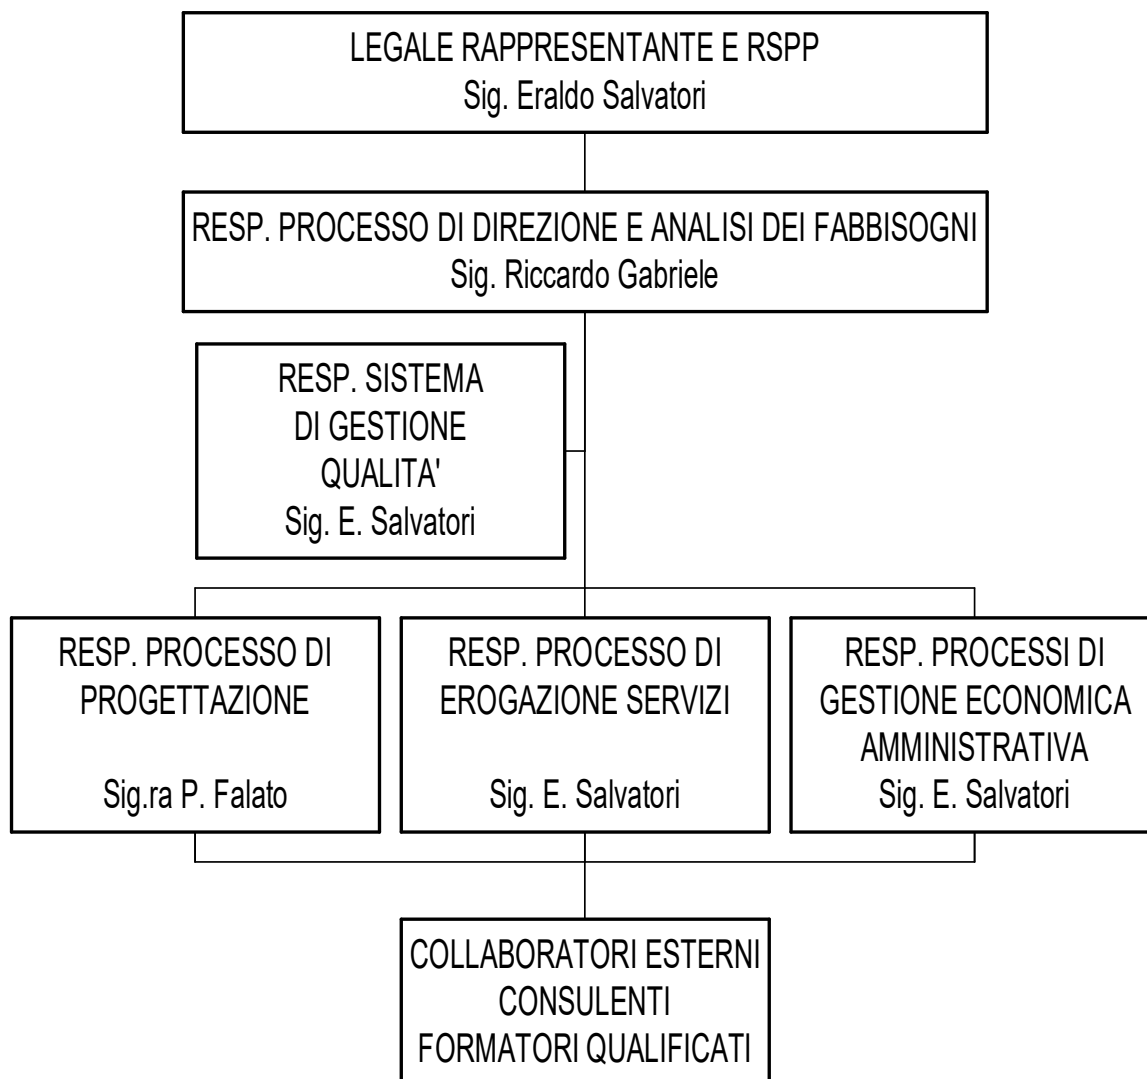 LEGALE RAPPRESENTANTE E RSPP
Sig. Eraldo Salvatori
RESP. PROCESSO DI DIREZIONE E ANALISI DEI FABBISOGNI
Sig. Riccardo Gabriele
RESP. SISTEMA
DI GESTIONE
QUALITA'
Sig. E. Salvatori
RESP. PROCESSO DI
PROGETTAZIONE
Sig.ra P. Falato
RESP. PROCESSO DI
EROGAZIONE SERVIZI
Sig. E. Salvatori
RESP. PROCESSI DI
GESTIONE ECONOMICA
AMMINISTRATIVA
Sig. E. Salvatori
COLLABORATORI ESTERNI
CONSULENTI
FORMATORI QUALIFICATI